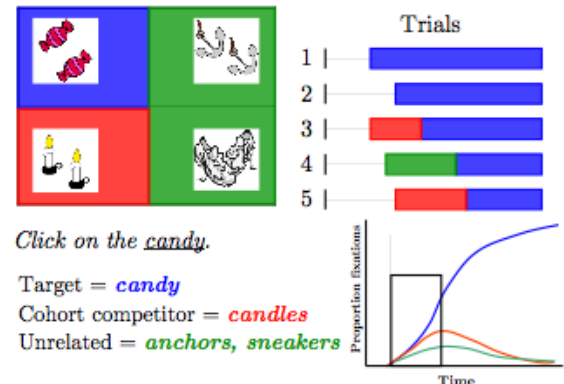 Trials
1
2
3
4
5
Click on the candy.
Target = candy
Cohort competitor = candles
Unrelated = anchors, sneakers
Proportion fixations
Time